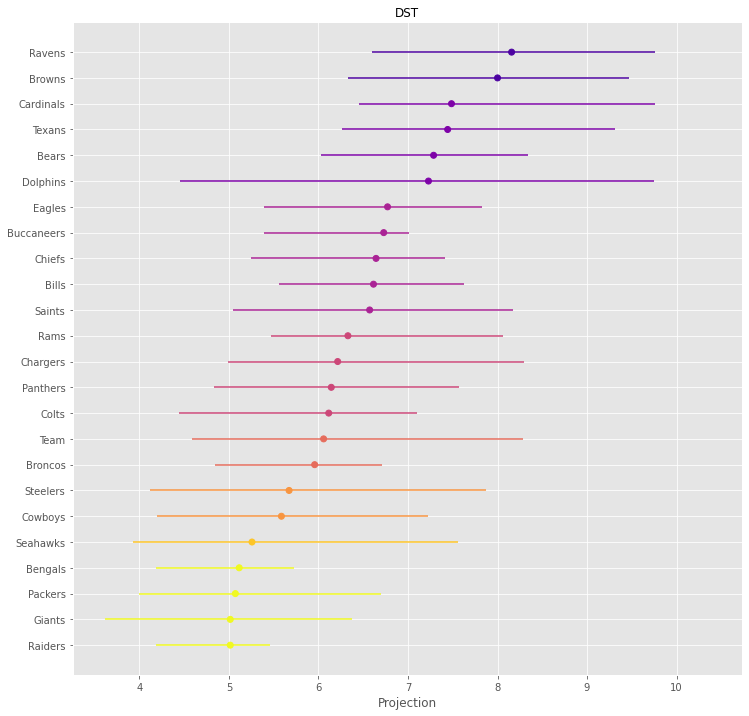 DST
Ravens
Browns
Cardinals
Texans
Bears
Dolphins
Eagles
Buccaneers
Chiefs
Bills
Saints
Rams
Chargers
Panthers
Colts
Team
Broncos
Steelers
Cowboys
Seahawks
Bengals
Packers
Giants
Raiders
4 5 6 7 8 9 10
Projection